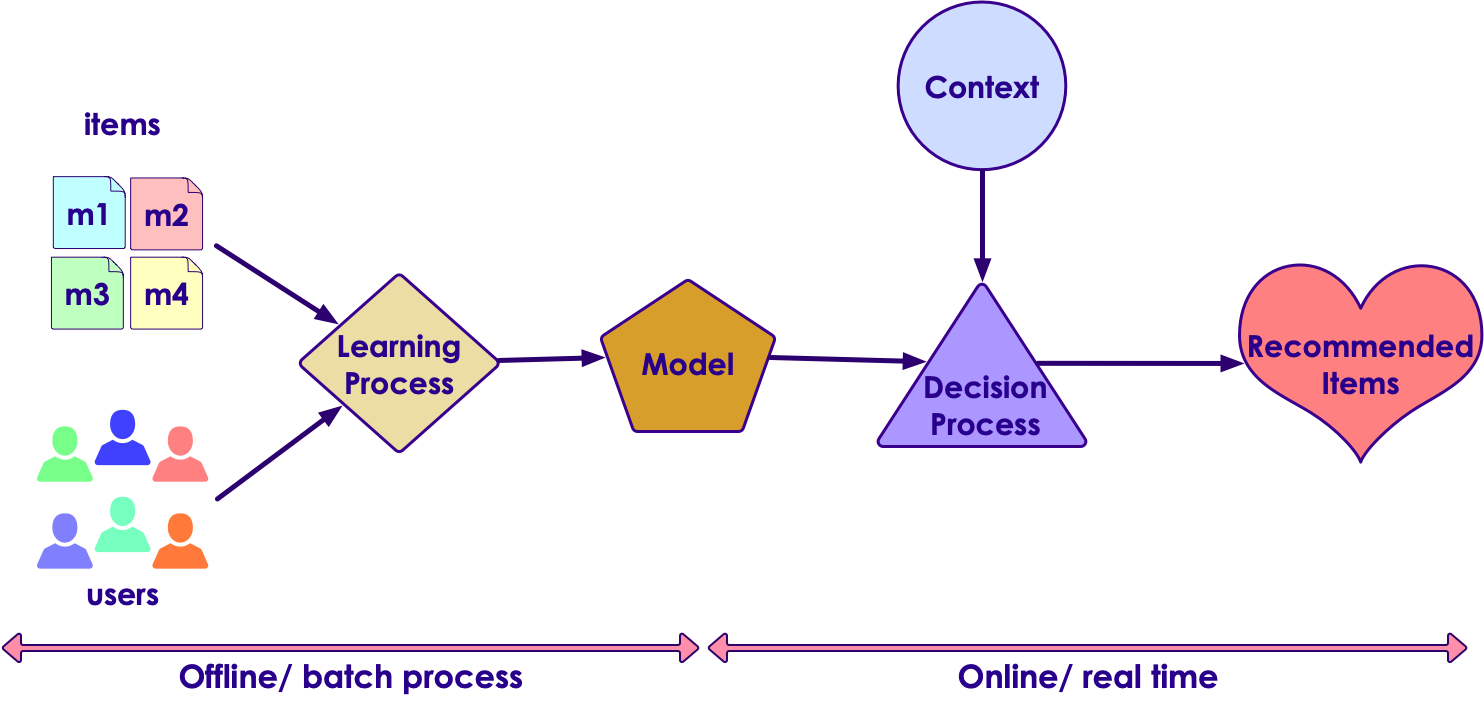 items
m1
m2
m3
m4
users
Learning
Process
Model
Context
Decision
Process
Recommended
Items
Offline/ batch process
Online/ real time